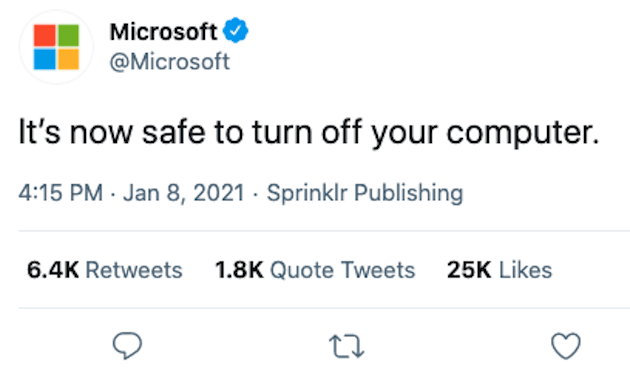 Microsoft
@Microsoft
It's now safe to turn off your computer.
4:15 PM · Jan 8, 2021 · Sprinklr Publishing
6.4K Retweets 1.8K Quote Tweets 25K Likes